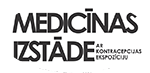 MEDICĪNAS
IZSTĀDE
AR
KONTRACEPCIJAS
EKSPOZĪCIJU